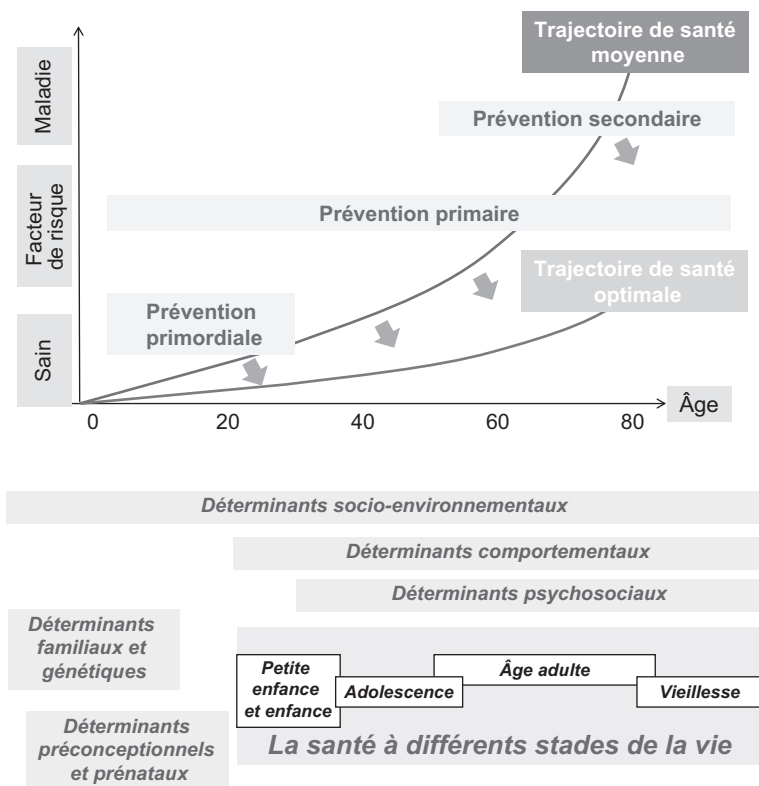 Trajectoire de santé
moyenne
Maladie
Prévention secondaire
Facteur
de risque
Prévention primaire
Trajectoire de santé
optimale
Prévention
primordiale
Sain
Âge
0 20 40 60 80
Déterminants socio-environnementaux
Déterminants comportementaux
Déterminants psychosociaux
Déterminants
familiaux et
génétiques
Petite
enfance
et enfance
Adolescence
Âge adulte
Vieillesse
Déterminants
préconceptionnels
et prénataux
La santé à différents stades de la vie